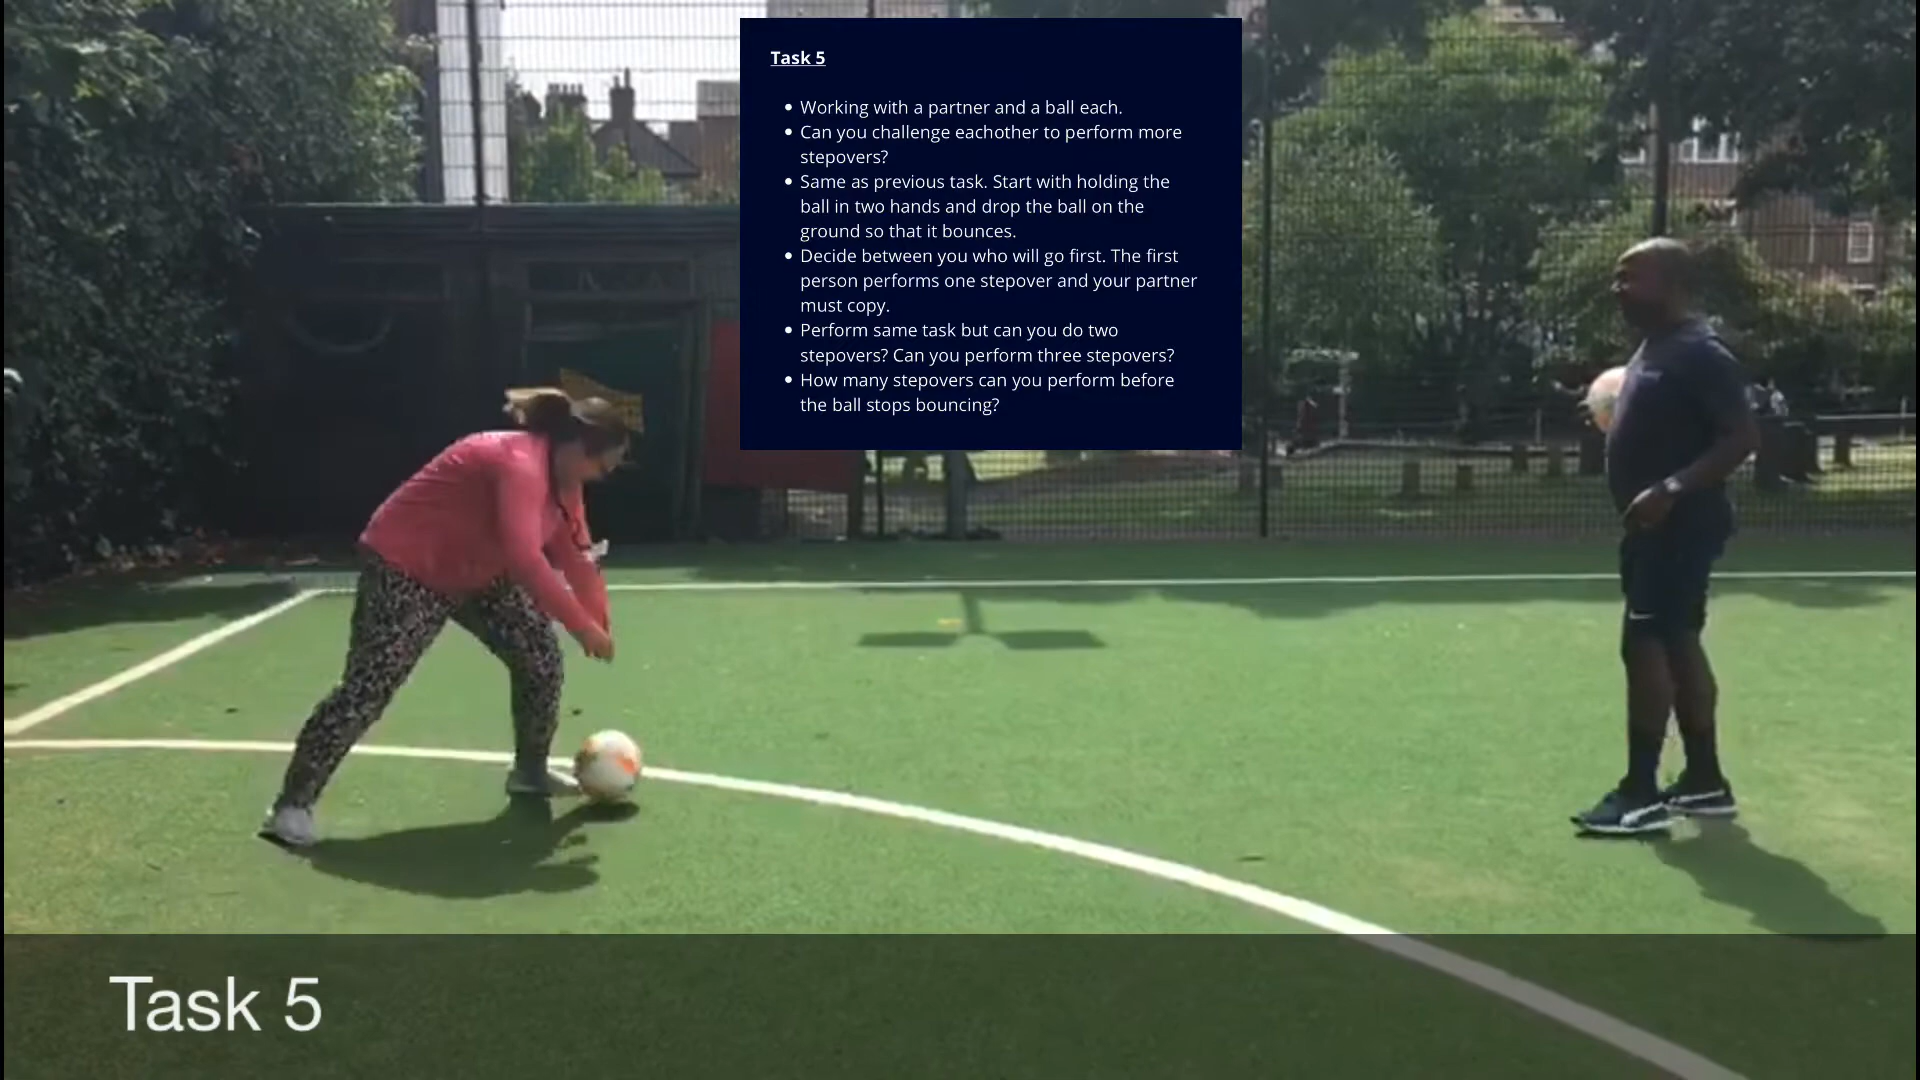 Task 5
Working with a partner and a ball each.
Can you challenge eachother to perform more
stepovers?
Same as previous task. Start with holding the
ball in two hands and drop the ball on the
ground so that it bounces.
Decide between you who will go first. The first
person performs one stepover and your partner
must copy.
Perform same task but can you do two
stepovers? Can you perform three stepovers?
How many stepovers can you perform before
the ball stops bouncing?
Task 5